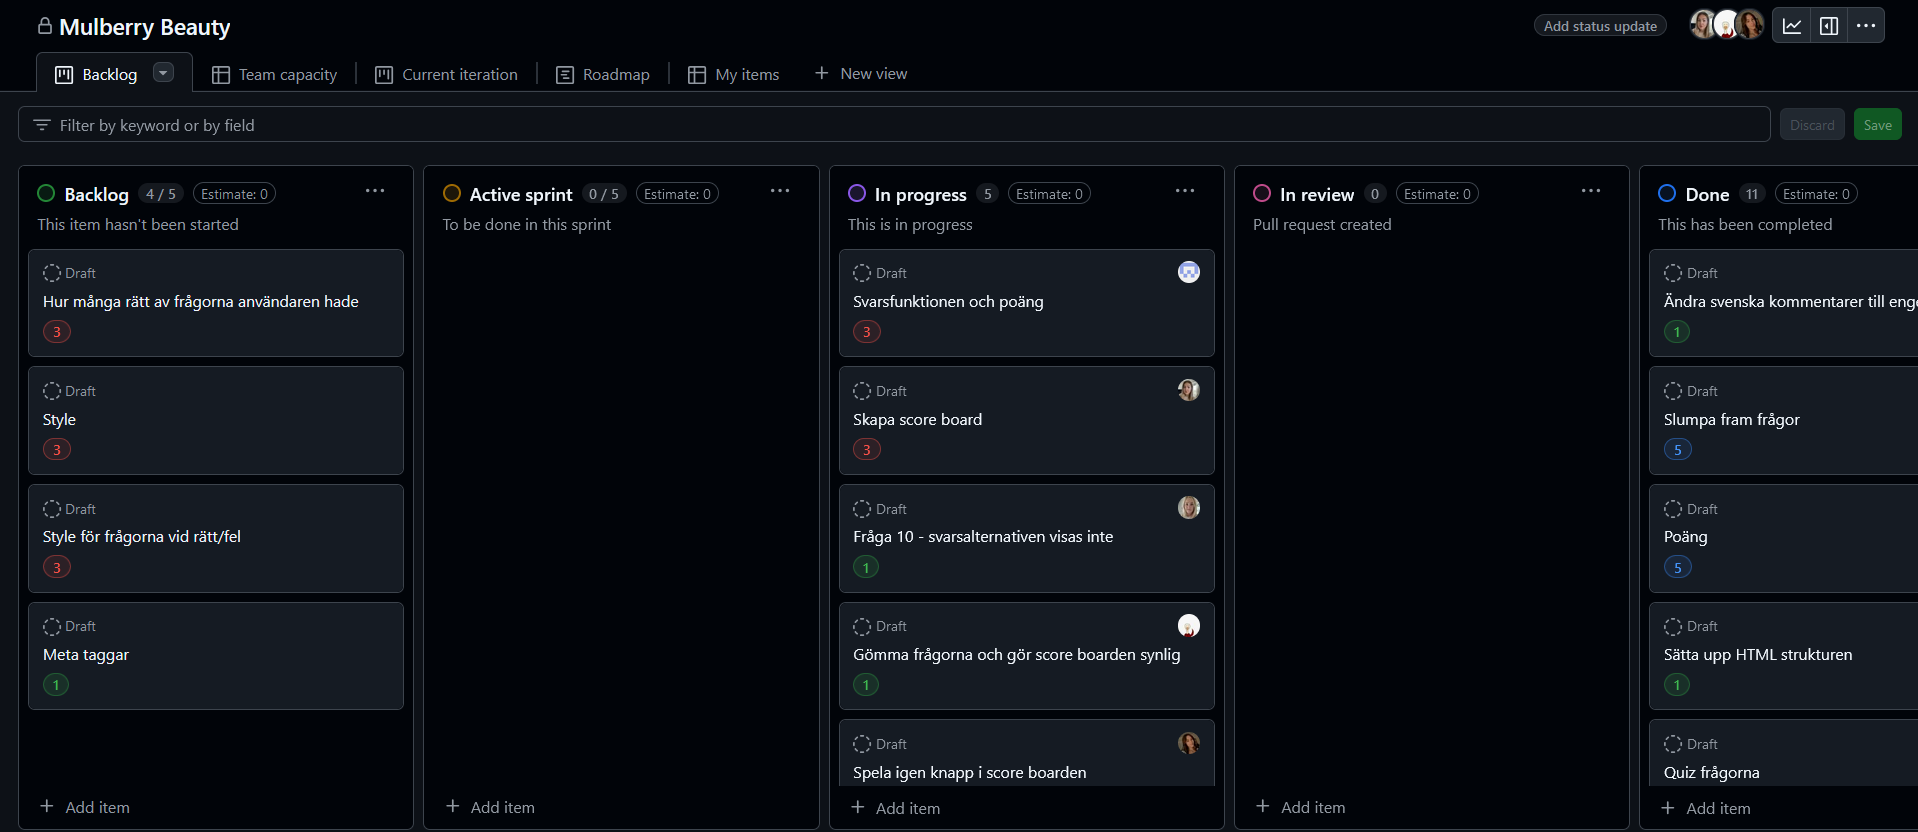 Mulberry Beauty
Add status update
Backlog
Team capacity
Current iteration
Roadmap
My items
New view
Filter by keyword or by field
Discard
Save
Backlog 4 / 5 Estimate: 0
This item hasn't been started
Draft
Hur många rätt av frågorna användaren hade
3
Draft
Style
3
Draft
Style för frågorna vid rätt/fel
3
Draft
Meta taggar
1
Add item
Active sprint 0 / 5 Estimate: 0
To be done in this sprint
Add item
In progress 5 Estimate: 0
This is in progress
Draft
Svarsfunktionen och poäng
3
Draft
Skapa score board
3
Draft
Fråga 10 - svarsalternativen visas inte
1
Draft
Gömma frågorna och gör score boarden synlig
1
Draft
Spela igen knapp i score boarden
Add item
In review 0 Estimate: 0
Pull request created
Add item
Done 11 Estimate: 0
This has been completed
Draft
Ändra svenska kommentarer till
1
Draft
Slumpa fram frågor
5
Draft
Poäng
5
Draft
Sätta upp HTML strukturen
1
Draft
Quiz frågorna
Add item